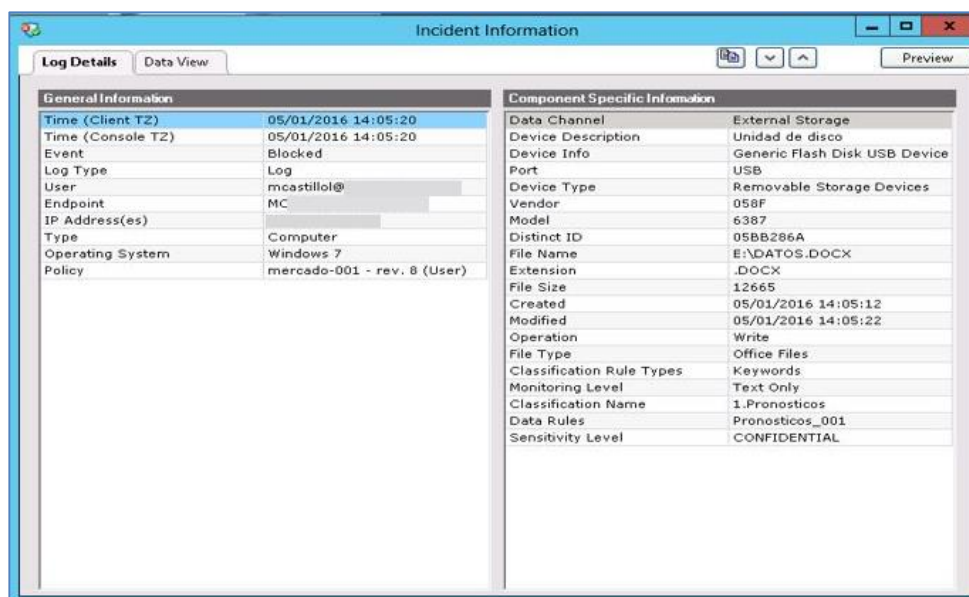 Incident Information
Log Details Data View Preview
General Information
Time (Client TZ) 05/01/2016 14:05:20
Time (Console TZ) 05/01/2016 14:05:20
Event Blocked
Log Type Log
User mcastillol@
Endpoint MC
IP Address(es)
Type Computer
Operating System Windows 7
Policy mercado-001 - rev. 8 (User)
Component Specific Information
Data Channel External Storage
Device Description Unidad de disco
Device Info Generic Flash Disk USB Device
Port USB
Device Type Removable Storage Devices
Vendor 058F
Model 6387
Distinct ID 05BB286A
File Name E:\DATOS.DOCX
Extension .DOCX
File Size 12665
Created 05/01/2016 14:05:12
Modified 05/01/2016 14:05:22
Operation Write
File Type Office Files
Classification Rule Types Keywords
Monitoring Level Text Only
Classification Name 1.Pronosticos
Data Rules Pronosticos_001
Sensitivity Level CONFIDENTIAL